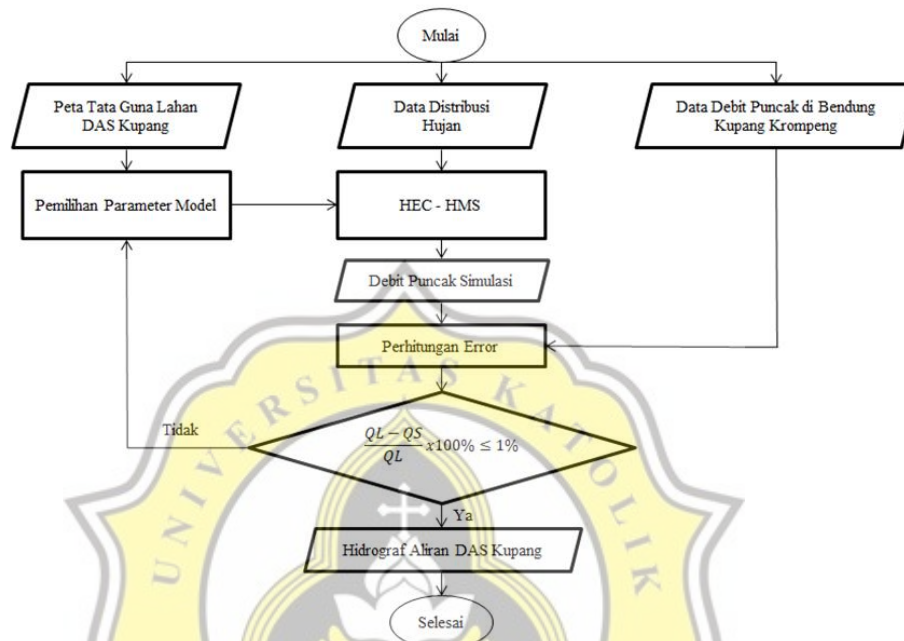 Mulai
Peta Tata Guna Lahan
DAS Kupang
Data Distribusi
Hujan
Data Debit Puncak di Bendung
Kupang Krompeng
Pemilihan Parameter Model
HEC - HMS
Debit Puncak Simulasi
Perhitungan Error
UNIVERSITAS KATOLIK
Tidak
QL − QS
QL
x100% ≤ 1%
Ya
Hidrograf Aliran DAS Kupang
Selesai